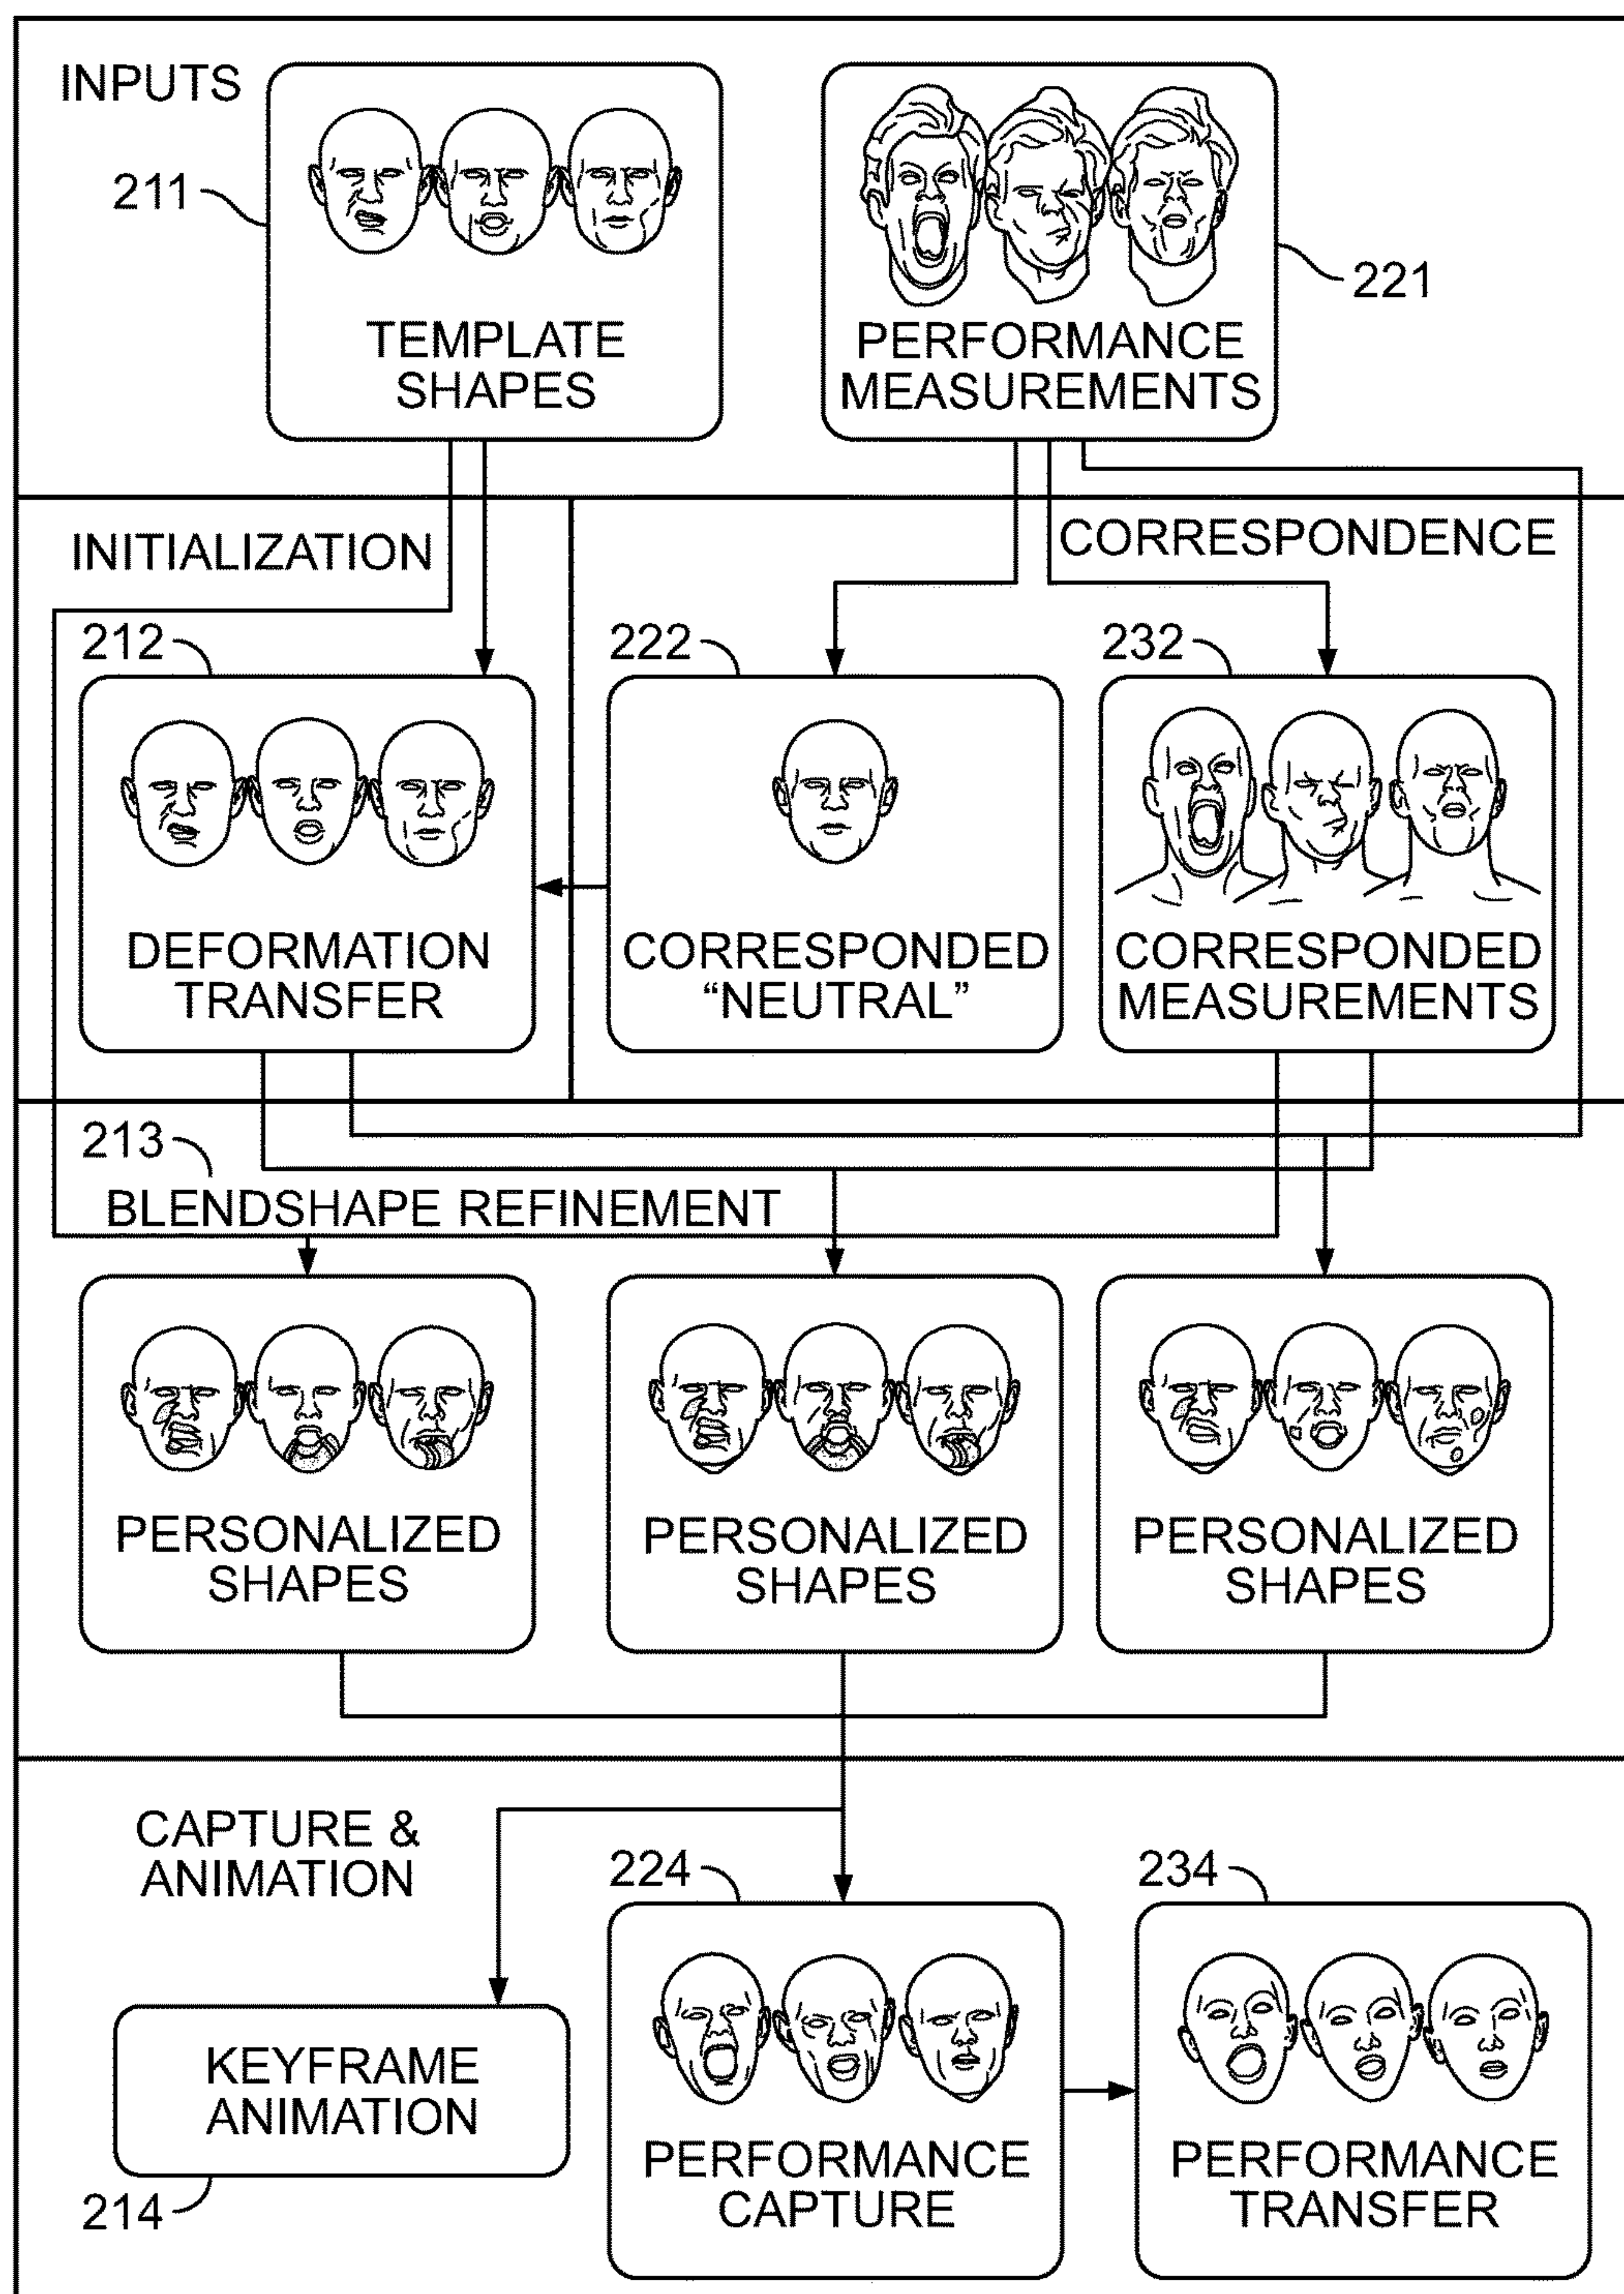 INPUTS
211
TEMPLATE
SHAPES
PERFORMANCE
MEASUREMENTS
221
INITIALIZATION
CORRESPONDENCE
212
DEFORMATION
TRANSFER
222
CORRESPONDED
“NEUTRAL”
232
CORRESPONDED
MEASUREMENTS
213
BLENDSHAPE REFINEMENT
PERSONALIZED
SHAPES
PERSONALIZED
SHAPES
PERSONALIZED
SHAPES
CAPTURE &
ANIMATION
KEYFRAME
ANIMATION
214
224
PERFORMANCE
CAPTURE
234
PERFORMANCE
TRANSFER